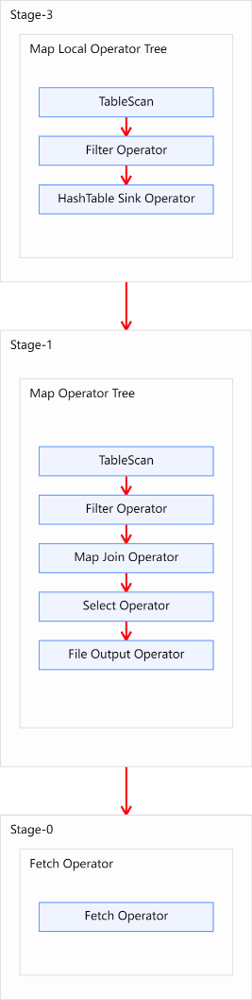 Stage-3
Map Local Operator Tree
TableScan
Filter Operator
HashTable Sink Operator
Stage-1
Map Operator Tree
TableScan
Filter Operator
Map Join Operator
Select Operator
File Output Operator
Stage-0
Fetch Operator
Fetch Operator